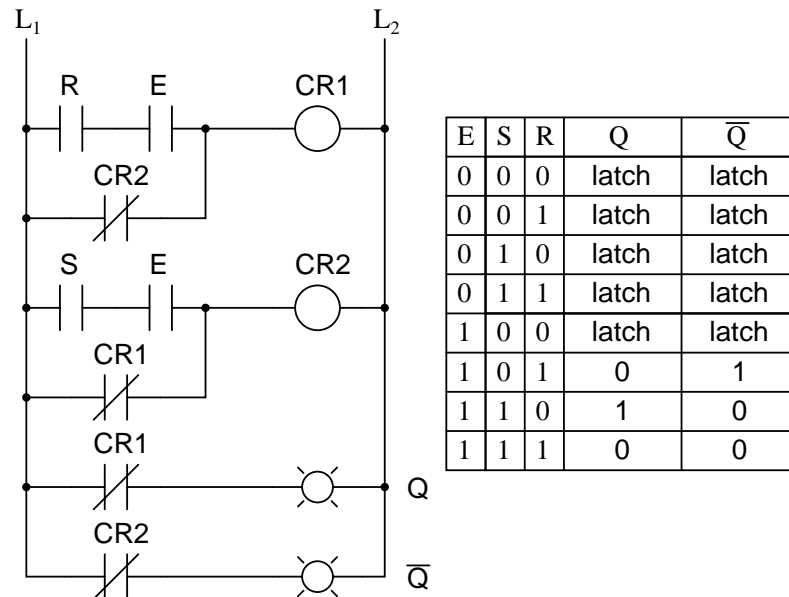 L₁ L₂
R E CR1
CR2
S E CR2
CR1
CR1 Q
CR2 Q̅
E S R Q Q̅
0 0 0 latch latch
0 0 1 latch latch
0 1 0 latch latch
0 1 1 latch latch
1 0 0 latch latch
1 0 1 0 1
1 1 0 1 0
1 1 1 0 0